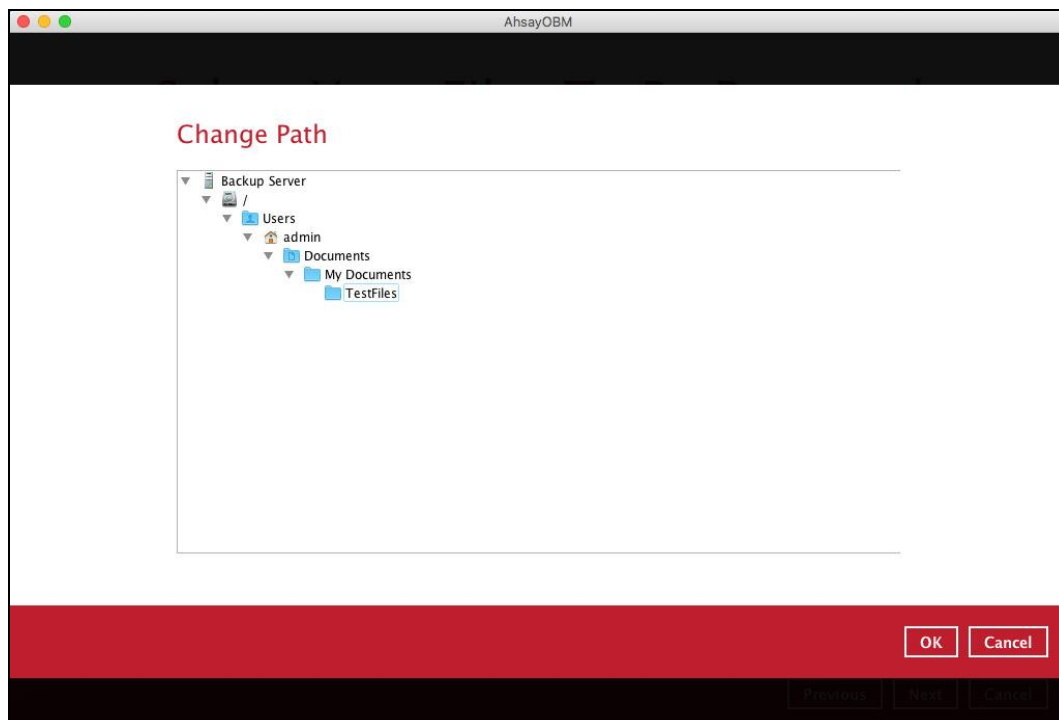 AhsayOBM
Change Path
Backup Server
/
Users
admin
Documents
My Documents
TestFiles
OK Cancel
Previous Next Cancel